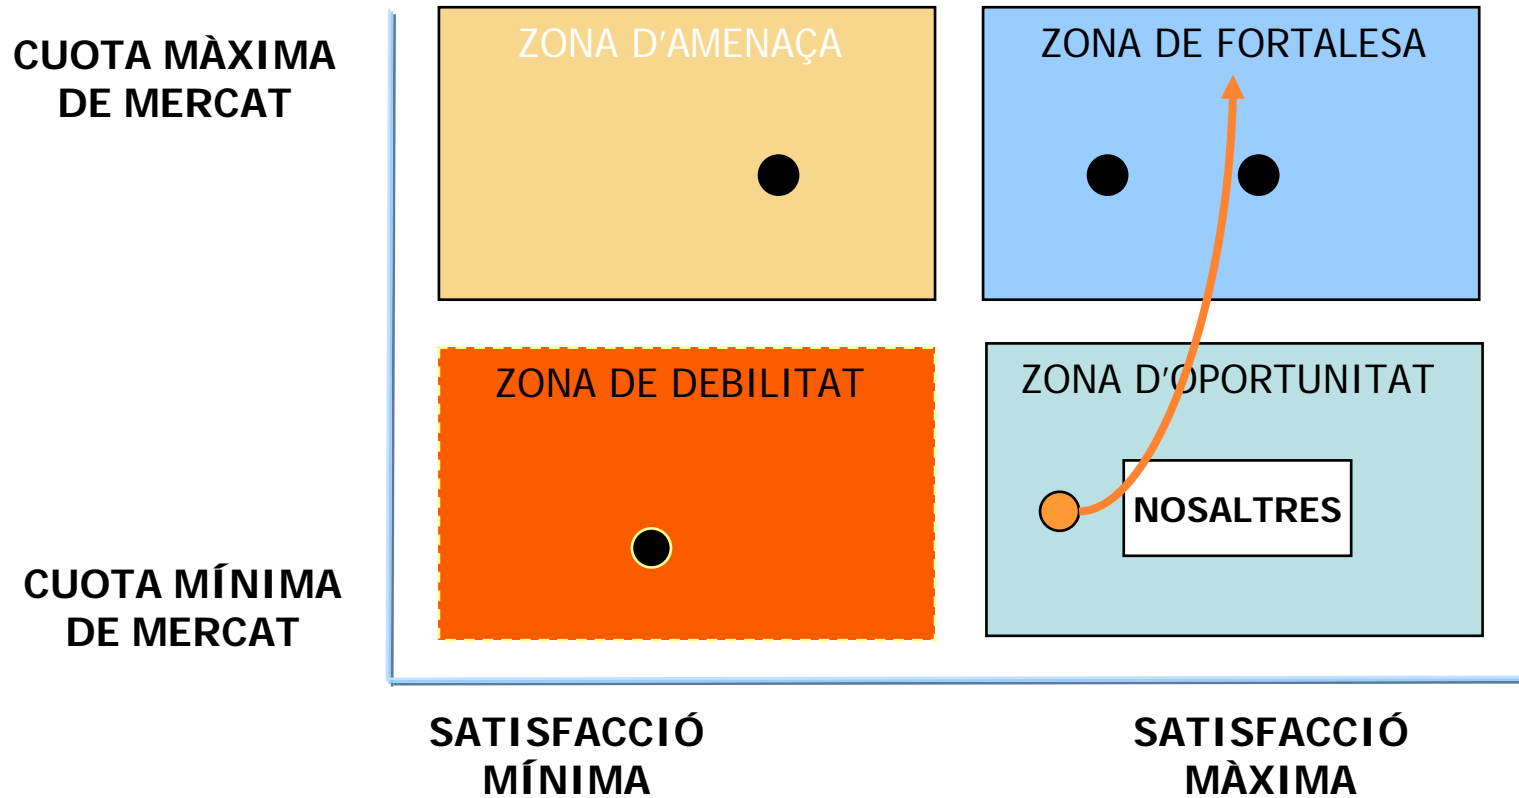 CUOTA MÀXIMA
DE MERCAT
ZONA D'AMENAÇA
ZONA DE FORTALESA
ZONA DE DEBILITAT
ZONA D'OPORTUNITAT
NOSALTRES
CUOTA MÍNIMA
DE MERCAT
SATISFACCIÓ
MÍNIMA
SATISFACCIÓ
MÀXIMA